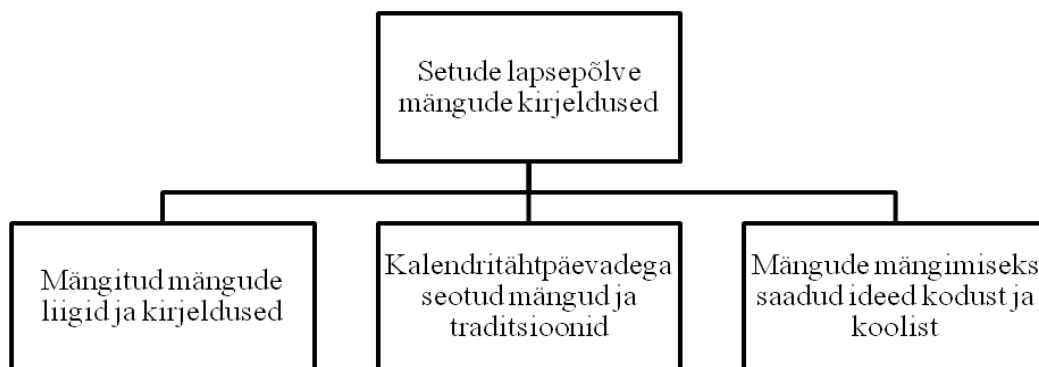 Setude lapsepõlve
mängude kirjeldused
Mängitud mängude
liigid ja kirjeldused
Kalendritähtpäevadega
seotud mängud ja
traditsioonid
Mängude mängimiseks
saadud ideed kodust ja
koolist